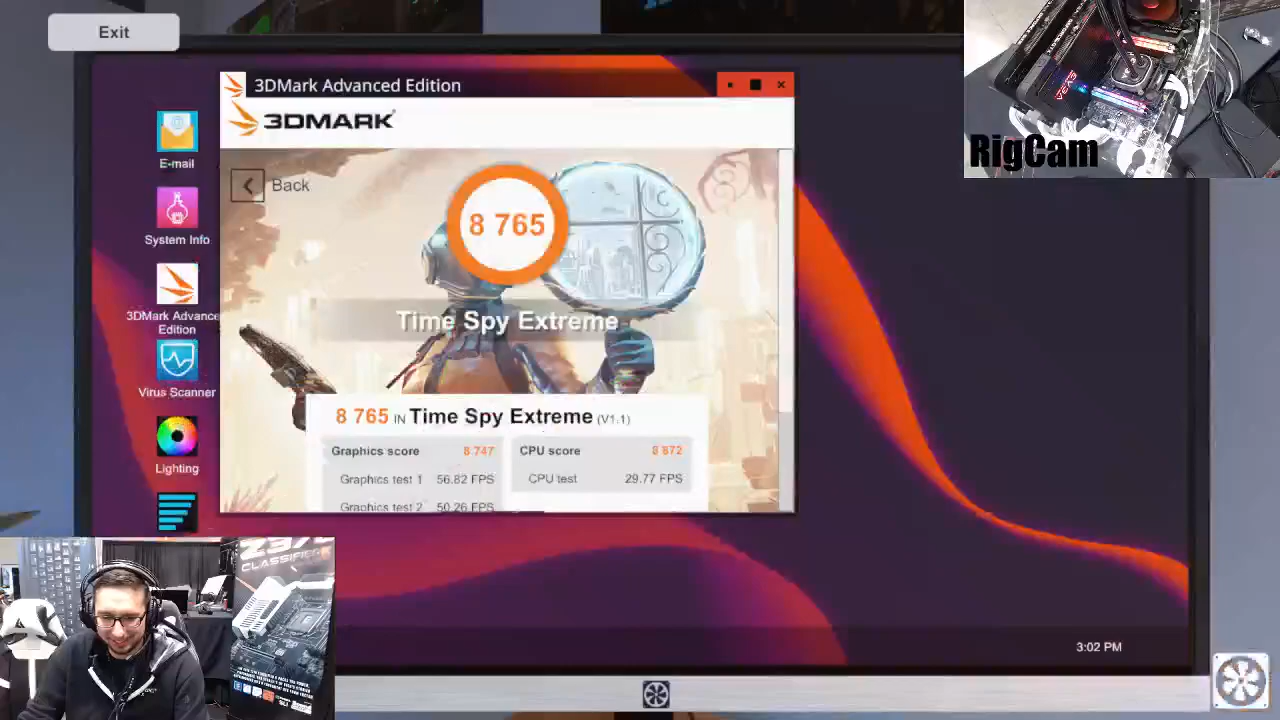 Exit
3DMark Advanced Edition
3DMARK
Back
8 765
Time Spy Extreme
8 765 IN Time Spy Extreme (V1.1)
Graphics score 8 747
Graphics test 1 56.82 FPS
Graphics test 2 50.26 FPS
CPU score 8 872
CPU test 29.77 FPS
E-mail
System Info
3DMark Advance
Edition
Virus Scanner
Lighting
RigCam
CLASSIFIED
3:02 PM